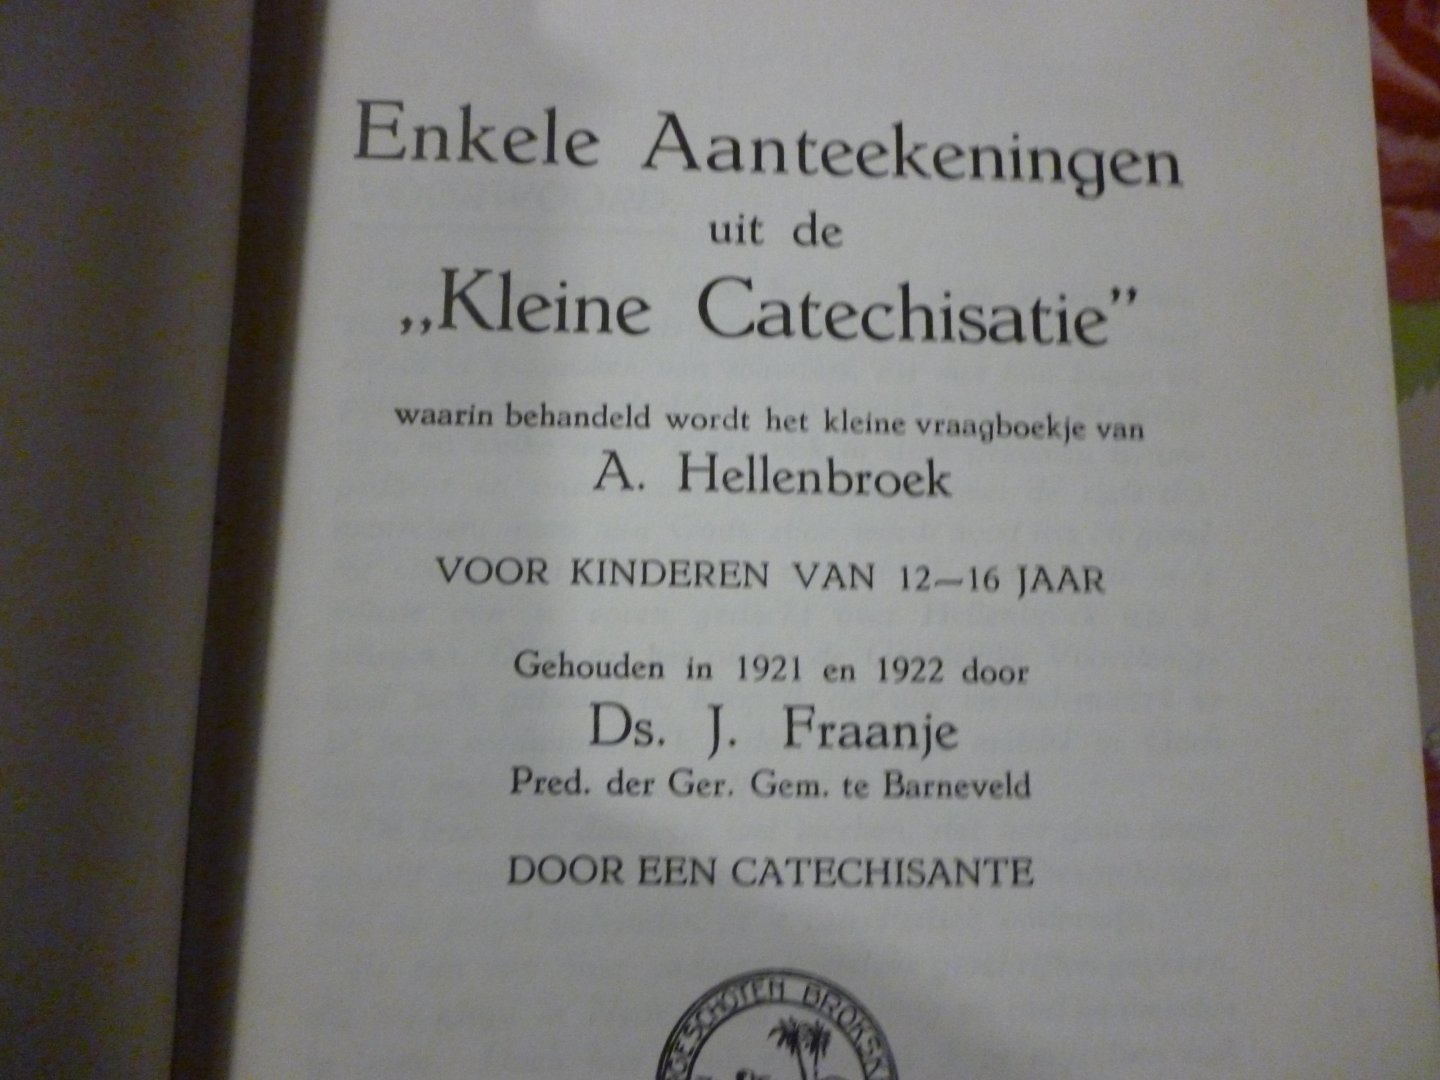 Enkele Aanteekeningen
uit de
„Kleine Catechisatie”
waarin behandeld wordt het kleine vraagboekje van
A. Hellenbroek
VOOR KINDEREN VAN 12—16 JAAR
Gehouden in 1921 en 1922 door
Ds. J. Fraanje
Pred. der Ger. Gem. te Barneveld
DOOR EEN CATECHISANTE